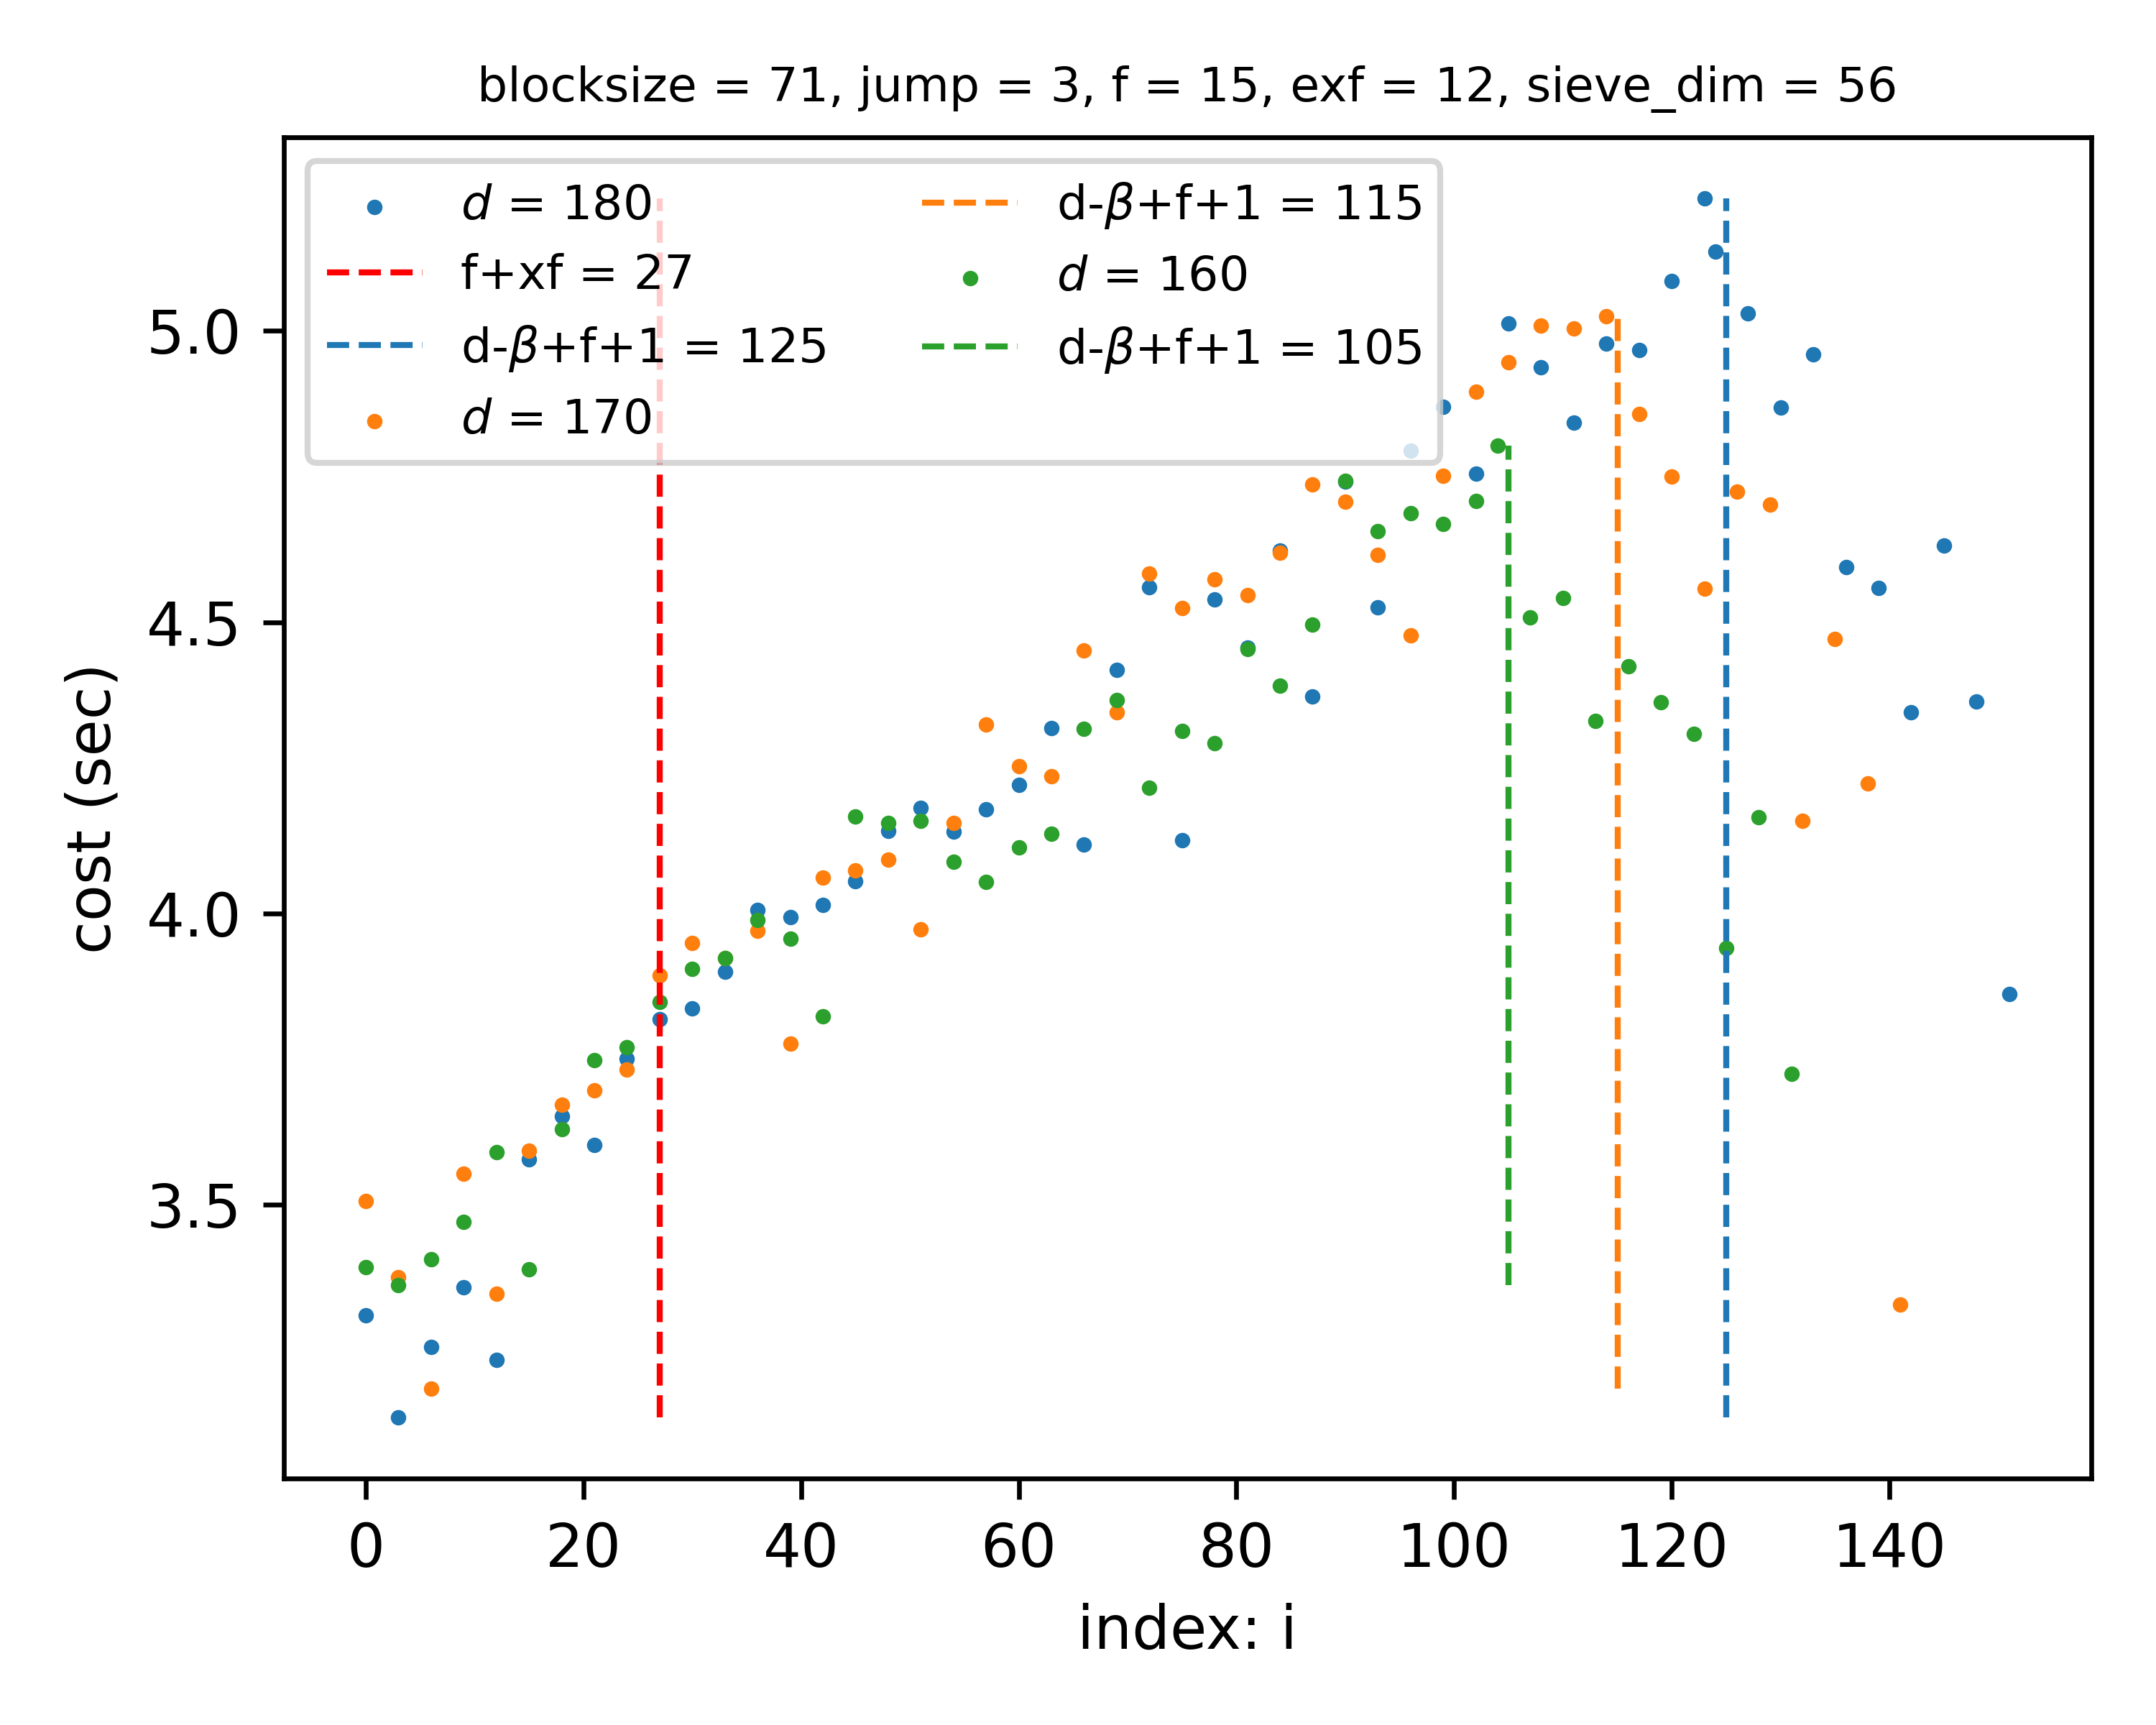 blocksize = 71, jump = 3, f = 15, exf = 12, sieve_dim = 56
d = 180
f+xf = 27
d-β+f+1 = 125
d = 170
d-β+f+1 = 115
d = 160
d-β+f+1 = 105
cost (sec)
5.0
4.5
4.0
3.5
0 20 40 60 80 100 120 140
index: i